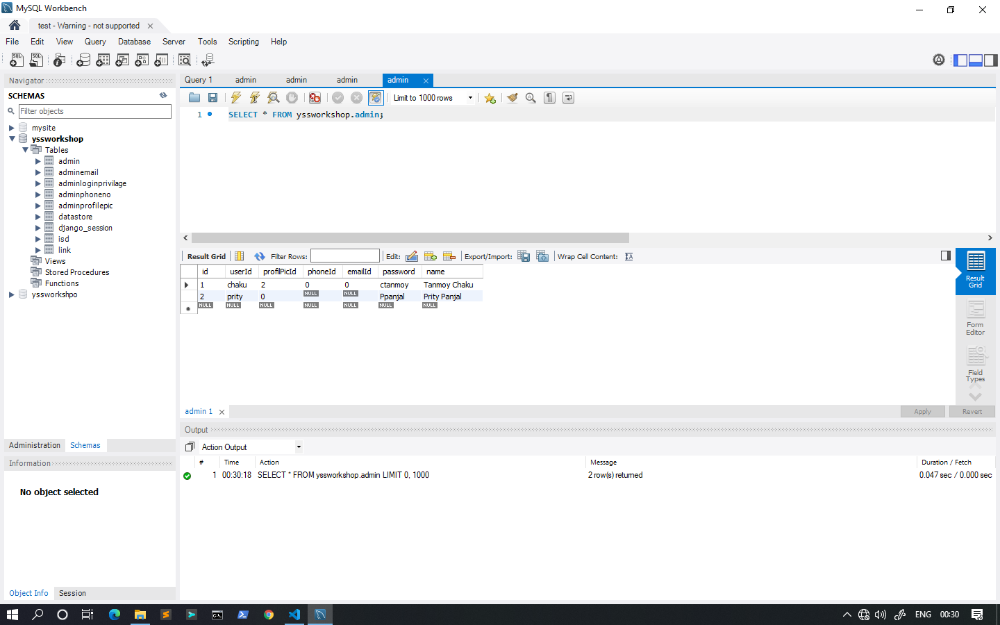 MySQL Workbench
test - Warning - not supported
File Edit View Query Database Server Tools Scripting Help
Navigator
SCHEMAS
Filter objects
mysite
yssworkshop
Tables
admin
adminemail
adminloginprivilage
adminphoneno
adminprofilepic
datastore
django_session
isd
link
Views
Stored Procedures
Functions
yssworkshpo
Administration Schemas
Information
No object selected
Object Info Session
Query 1 admin admin admin admin
Limit to 1000 rows
1 SELECT * FROM yssworkshop.admin;
Result Grid Filter Rows: Edit: Export/Import: Wrap Cell Content:
id userId profilPicId phoneId emailId password name
1 chaku 2 0 0 ctanmoy Tanmoy Chaku
2 prity 0 NULL NULL Ppanjal Prity Panjal
NULL NULL NULL NULL NULL NULL NULL
Result
Grid
Form
Editor
Field
Types
admin 1 Apply Revert
Output
Action Output
# Time Action Message Duration / Fetch
1 00:30:18 SELECT * FROM yssworkshop.admin LIMIT 0, 1000 2 row(s) returned 0.047 sec / 0.000 sec
ENG 00:30